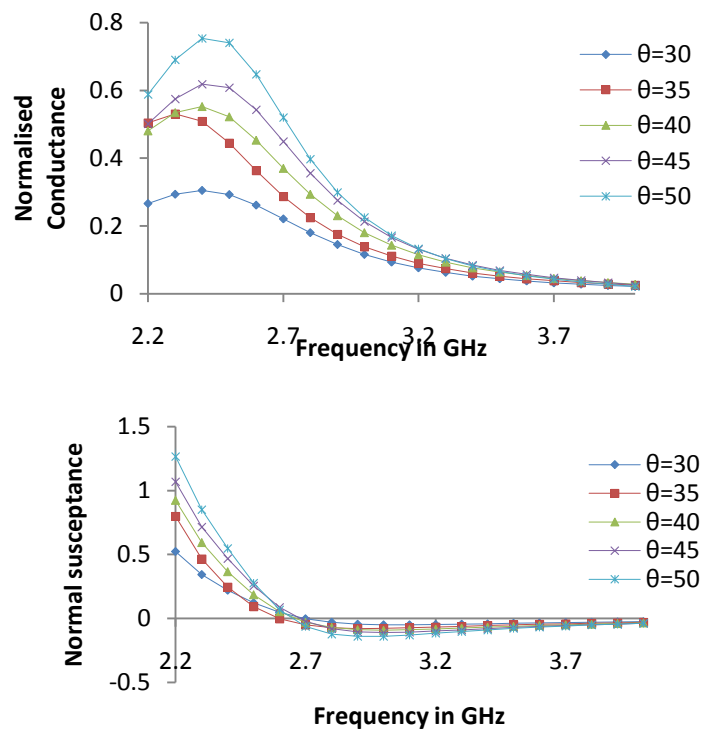 0.8
0.6
0.4
0.2
0
Normalised
Conductance
2.2
2.7
3.2
3.7
Frequency in GHz
θ=30
θ=35
θ=40
θ=45
θ=50
1.5
1
0.5
0
-0.5
Normal susceptance
2.2
2.7
3.2
3.7
Frequency in GHz
θ=30
θ=35
θ=40
θ=45
θ=50